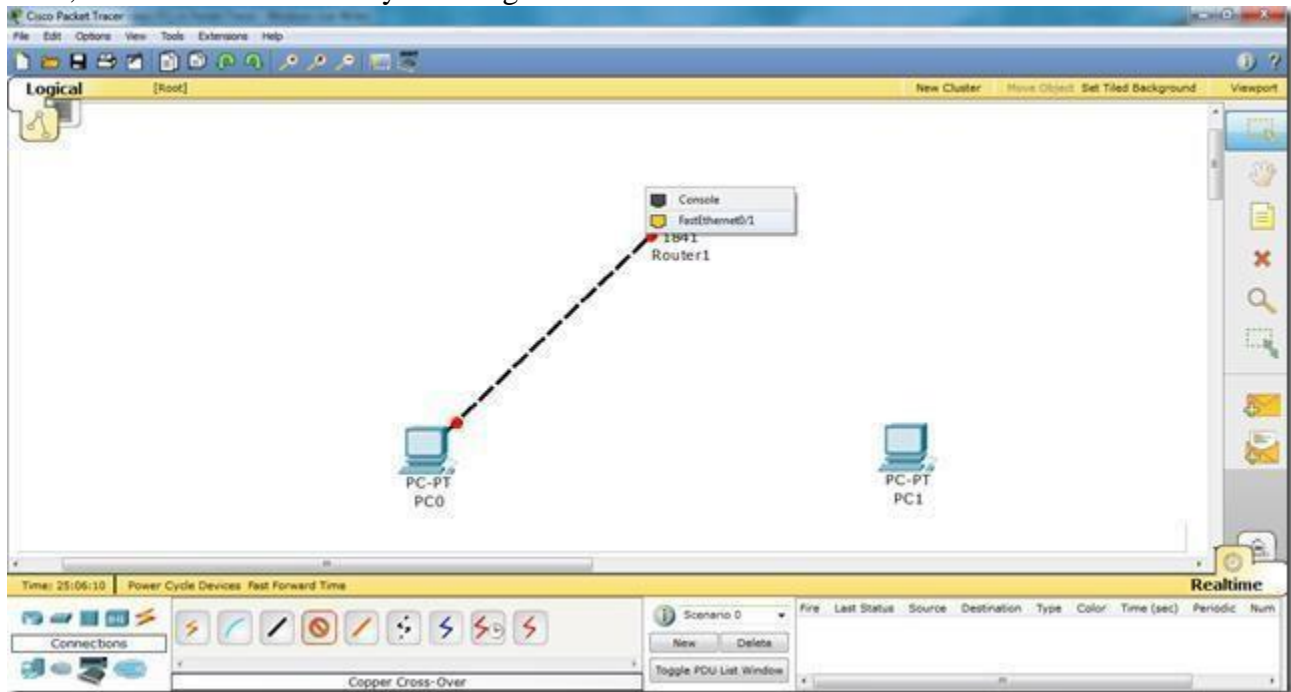 Cisco Packet Tracer
File Edit Options View Tools Extensions Help
Logical [Root] New Cluster Move Object Set Tiled Background Viewport
Console
FastEthernet0/1
1841
Router1
PC-PT
PC0
PC-PT
PC1
Time: 25:06:10 Power Cycle Devices Fast Forward Time Realtime
Connections
Copper Cross-Over
Scenario 0
New Delete
Toggle PDU List Window
Fire Last Status Source Destination Type Color Time (sec) Periodic Num